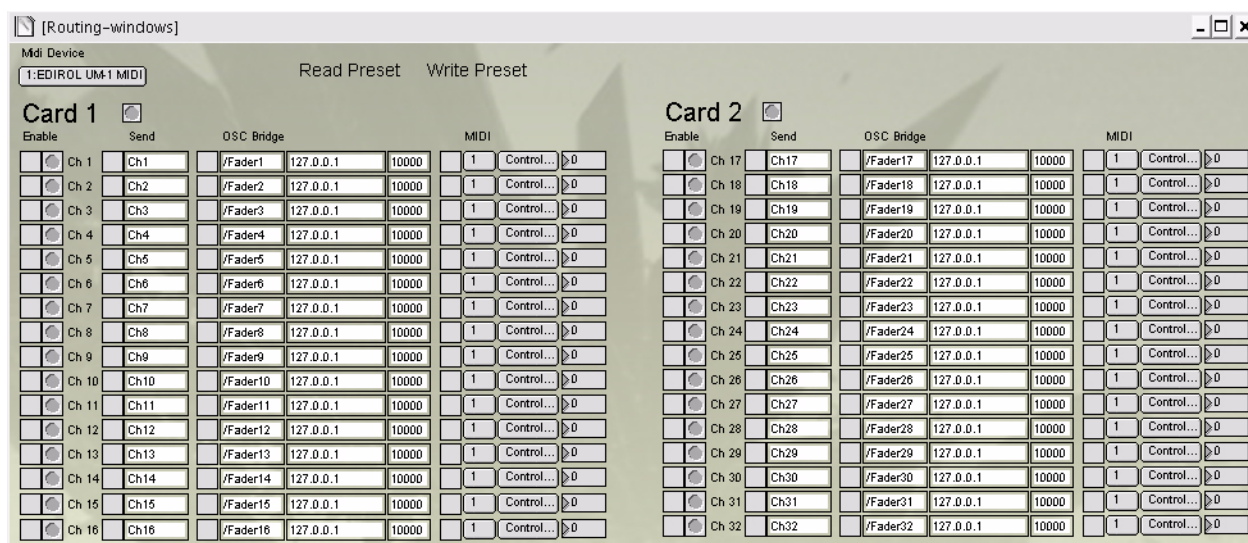 [Routing-windows]
Midi Device
1:EDIROL UM-1 MIDI
Read Preset Write Preset
Card 1
Enable Send OSC Bridge MIDI
Ch 1 Ch1 /Fader1 127.0.0.1 10000 1 Control... 0
Ch 2 Ch2 /Fader2 127.0.0.1 10000 1 Control... 0
Ch 3 Ch3 /Fader3 127.0.0.1 10000 1 Control... 0
Ch 4 Ch4 /Fader4 127.0.0.1 10000 1 Control... 0
Ch 5 Ch5 /Fader5 127.0.0.1 10000 1 Control... 0
Ch 6 Ch6 /Fader6 127.0.0.1 10000 1 Control... 0
Ch 7 Ch7 /Fader7 127.0.0.1 10000 1 Control... 0
Ch 8 Ch8 /Fader8 127.0.0.1 10000 1 Control... 0
Ch 9 Ch9 /Fader9 127.0.0.1 10000 1 Control... 0
Ch 10 Ch10 /Fader10 127.0.0.1 10000 1 Control... 0
Ch 11 Ch11 /Fader11 127.0.0.1 10000 1 Control... 0
Ch 12 Ch12 /Fader12 127.0.0.1 10000 1 Control... 0
Ch 13 Ch13 /Fader13 127.0.0.1 10000 1 Control... 0
Ch 14 Ch14 /Fader14 127.0.0.1 10000 1 Control... 0
Ch 15 Ch15 /Fader15 127.0.0.1 10000 1 Control... 0
Ch 16 Ch16 /Fader16 127.0.0.1 10000 1 Control... 0
Card 2
Enable Send OSC Bridge MIDI
Ch 17 Ch17 /Fader17 127.0.0.1 10000 1 Control... 0
Ch 18 Ch18 /Fader18 127.0.0.1 10000 1 Control... 0
Ch 19 Ch19 /Fader19 127.0.0.1 10000 1 Control... 0
Ch 20 Ch20 /Fader20 127.0.0.1 10000 1 Control... 0
Ch 21 Ch21 /Fader21 127.0.0.1 10000 1 Control... 0
Ch 22 Ch22 /Fader22 127.0.0.1 10000 1 Control... 0
Ch 23 Ch23 /Fader23 127.0.0.1 10000 1 Control... 0
Ch 24 Ch24 /Fader24 127.0.0.1 10000 1 Control... 0
Ch 25 Ch25 /Fader25 127.0.0.1 10000 1 Control... 0
Ch 26 Ch26 /Fader26 127.0.0.1 10000 1 Control... 0
Ch 27 Ch27 /Fader27 127.0.0.1 10000 1 Control... 0
Ch 28 Ch28 /Fader28 127.0.0.1 10000 1 Control... 0
Ch 29 Ch29 /Fader29 127.0.0.1 10000 1 Control... 0
Ch 30 Ch30 /Fader30 127.0.0.1 10000 1 Control... 0
Ch 31 Ch31 /Fader31 127.0.0.1 10000 1 Control... 0
Ch 32 Ch32 /Fader32 127.0.0.1 10000 1 Control... 0